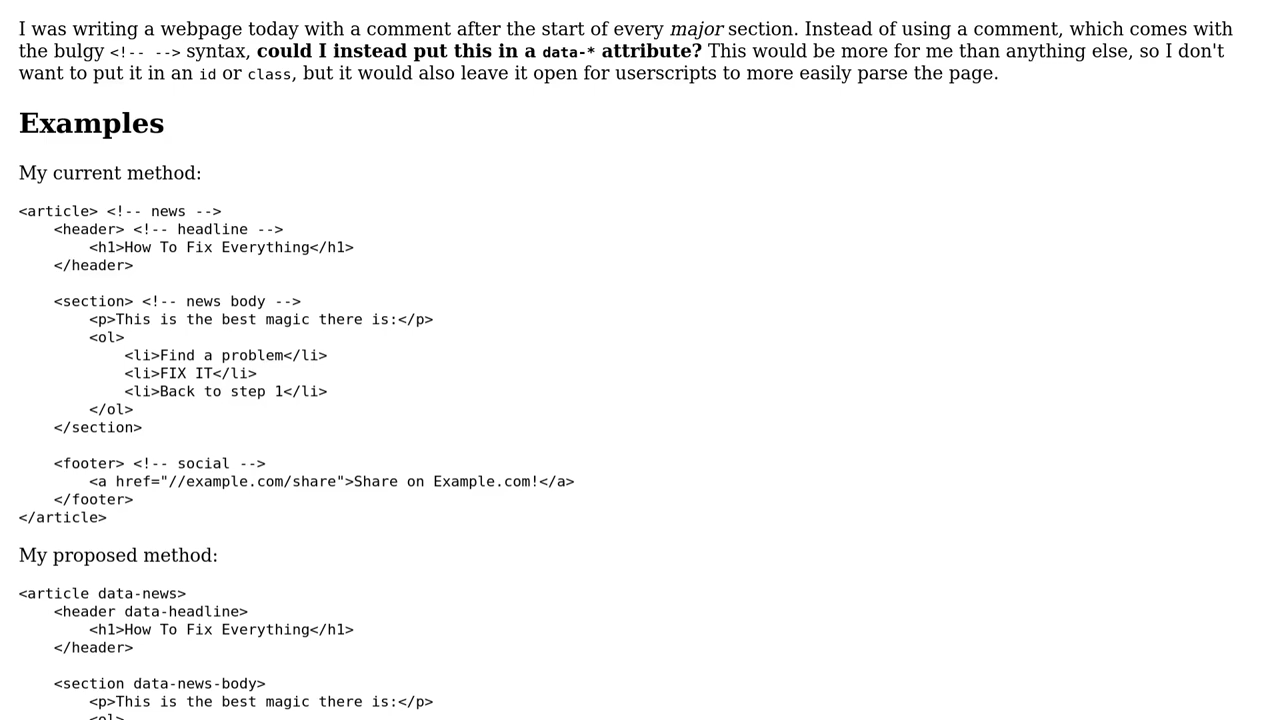 I was writing a webpage today with a comment after the start of every major section. Instead of using a comment, which comes with
the bulgy <!-- --> syntax, could I instead put this in a data-* attribute? This would be more for me than anything else, so I don't
want to put it in an id or class, but it would also leave it open for userscripts to more easily parse the page.
Examples
My current method:
<article> <!-- news -->
    <header> <!-- headline -->
        <h1>How To Fix Everything</h1>
    </header>
    <section> <!-- news body -->
        <p>This is the best magic there is:</p>
        <ol>
            <li>Find a problem</li>
            <li>FIX IT</li>
            <li>Back to step 1</li>
        </ol>
    </section>
    <footer> <!-- social -->
        <a href="//example.com/share">Share on Example.com!</a>
    </footer>
</article>
My proposed method:
<article data-news>
    <header data-headline>
        <h1>How To Fix Everything</h1>
    </header>
    <section data-news-body>
        <p>This is the best magic there is:</p>
        <ol>